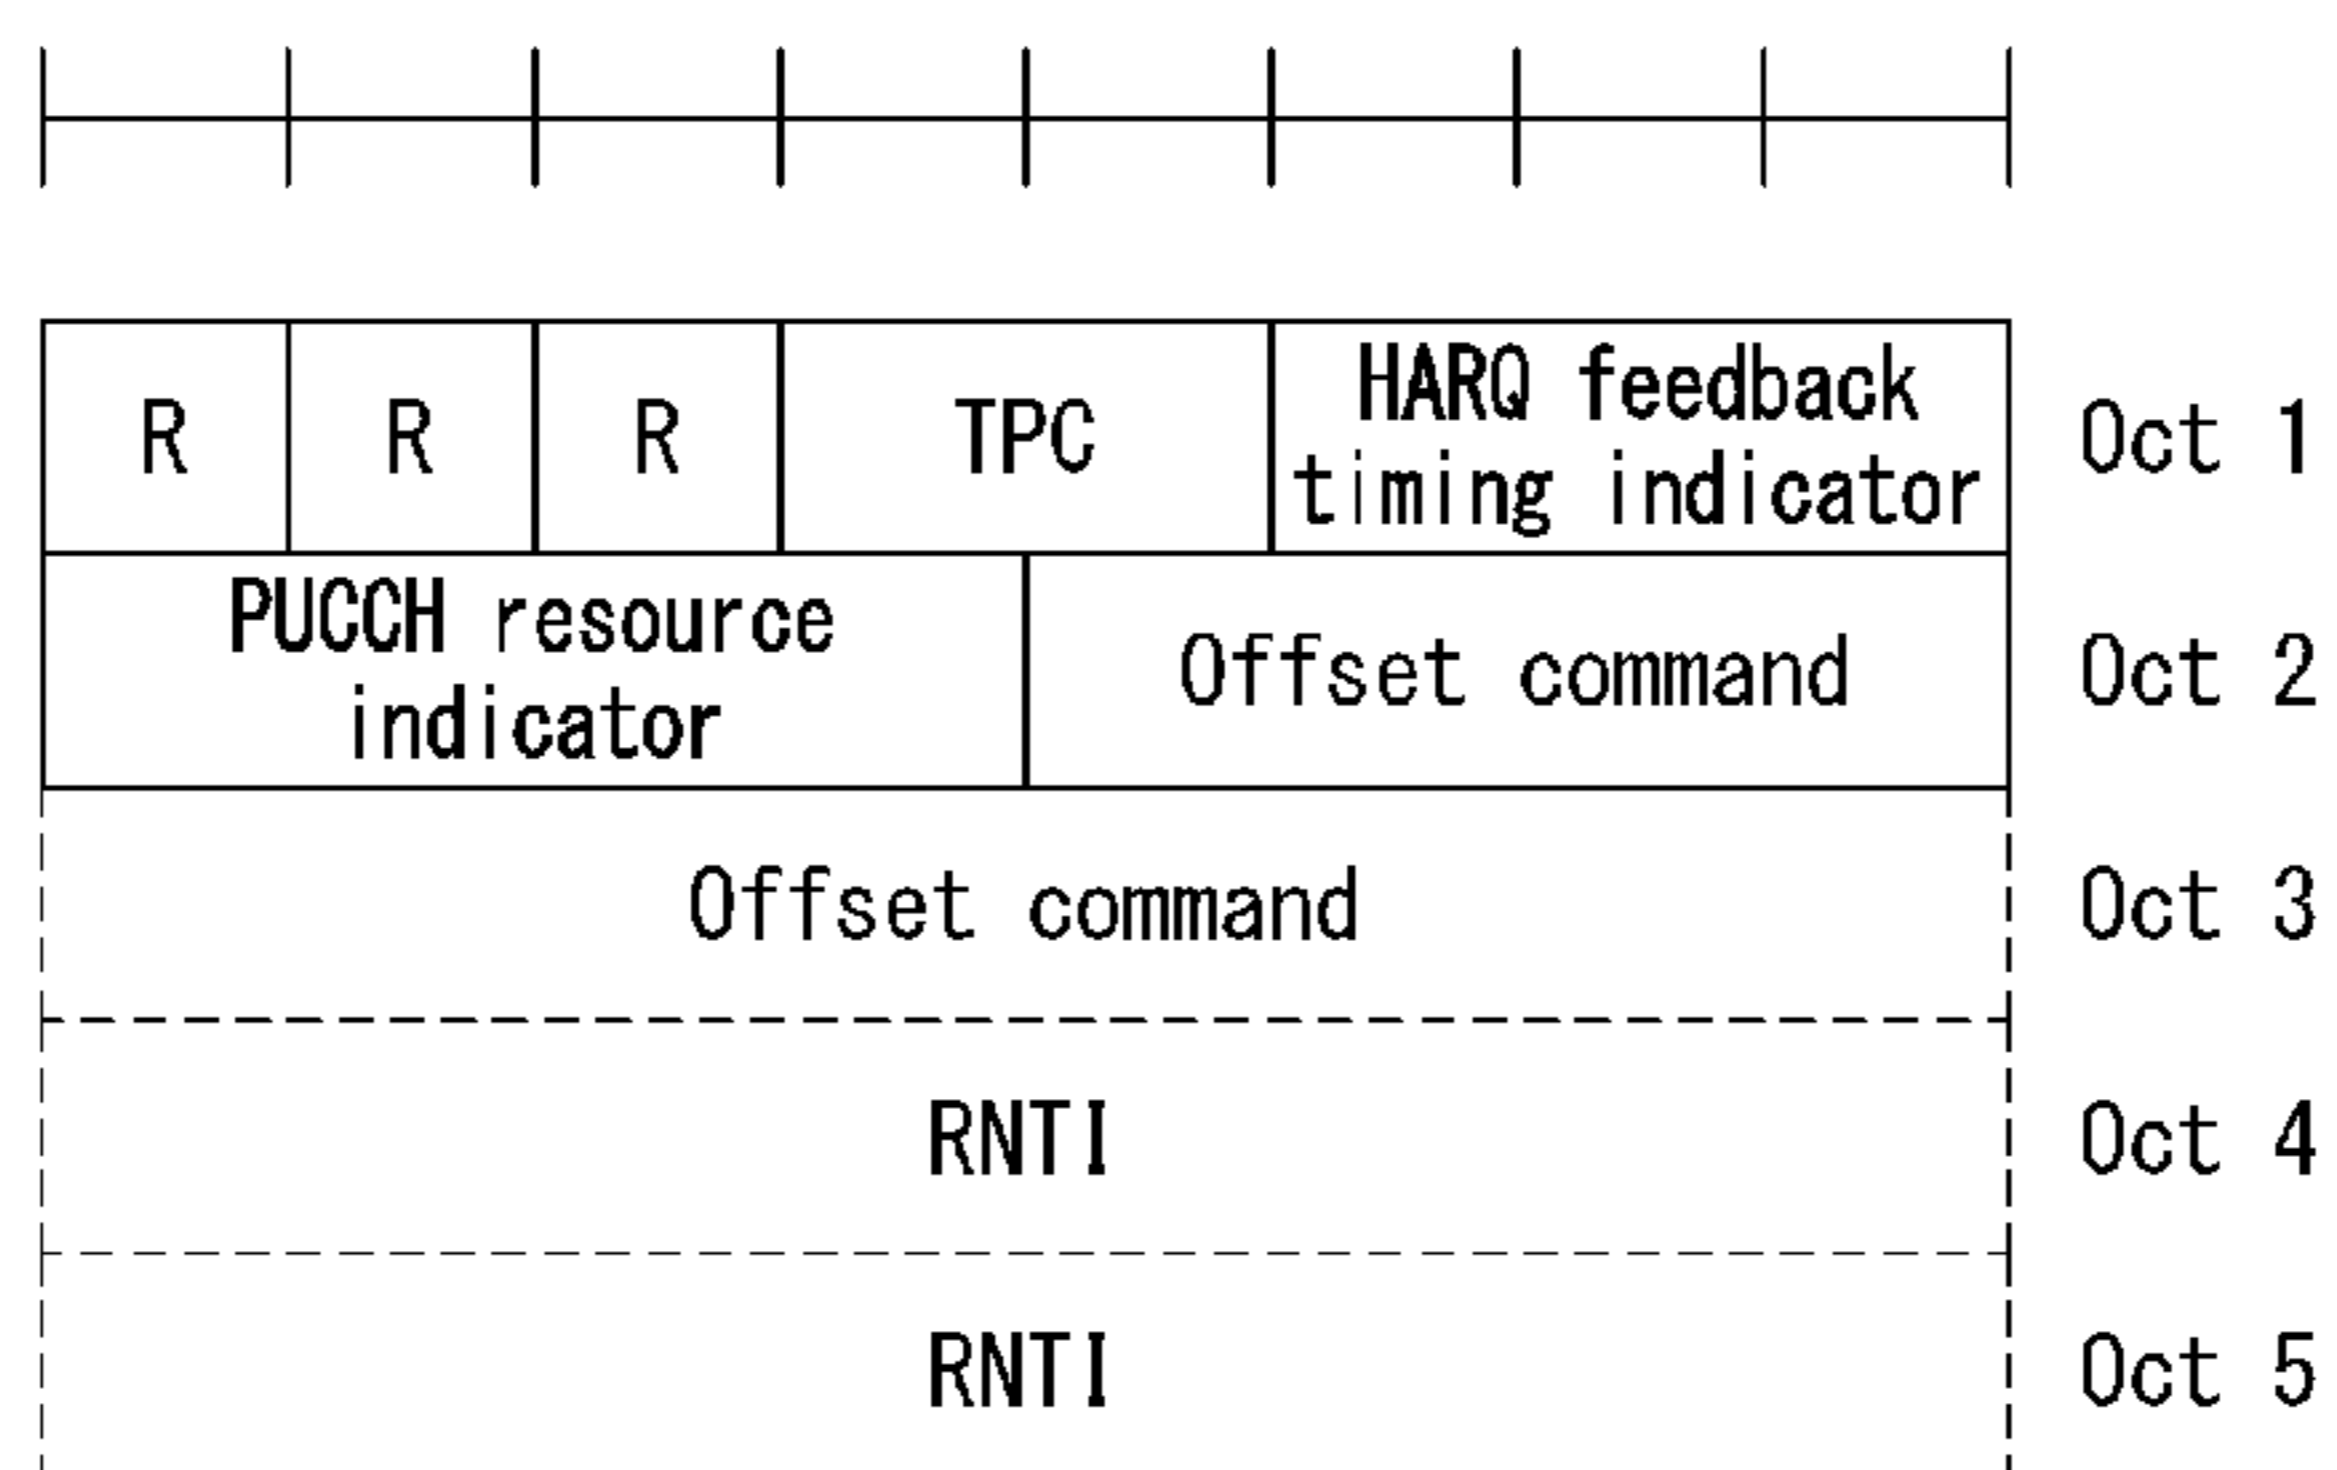 R R R TPC HARQ feedback timing indicator Oct 1
PUCCH resource indicator Offset command Oct 2
Offset command Oct 3
RNTI Oct 4
RNTI Oct 5